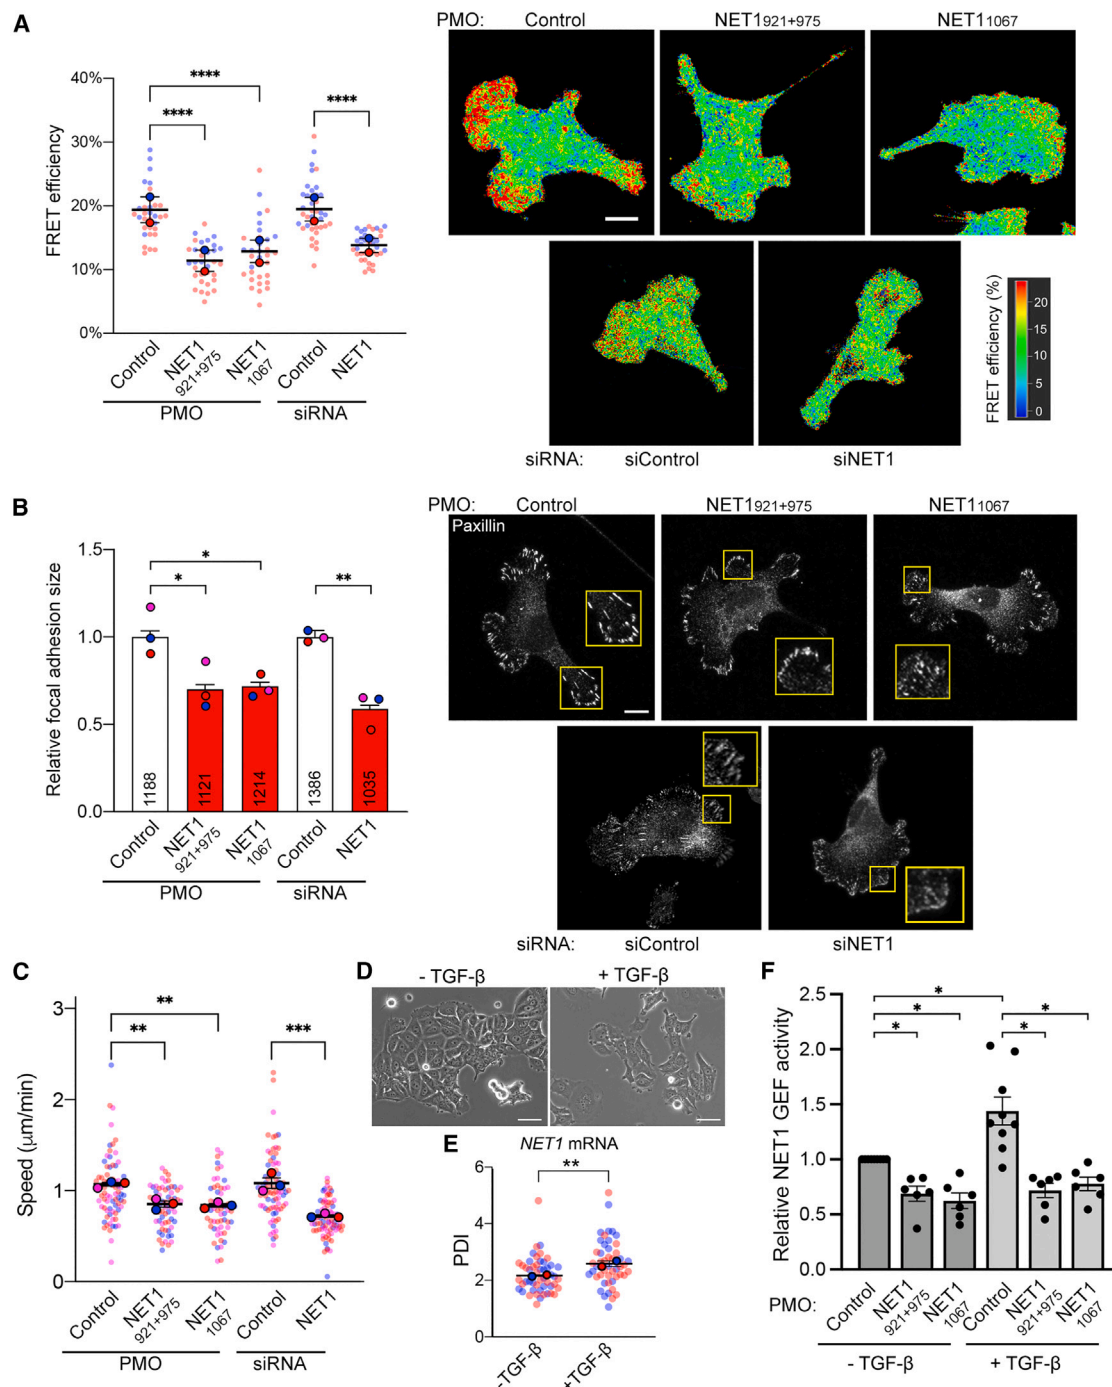 A
PMO: Control NET1921+975 NET11067
40%
30%
20%
10%
0%
FRET efficiency
**** **** ****
Control NET1 921+975 NET1 1067 Control NET1
PMO siRNA
20
15
10
5
0
FRET efficiency (%)
siRNA: siControl siNET1
B
PMO: Control NET1921+975 NET11067
Paxillin
1.5
1.0
0.5
0.0
Relative focal adhesion size
* * **
1188 1121 1214 1386 1035
Control NET1 921+975 NET1 1067 Control NET1
PMO siRNA
siRNA: siControl siNET1
C
3
2
1
0
Speed (μm/min)
** ** ***
Control NET1 921+975 NET1 1067 Control NET1
PMO siRNA
D
- TGF-β + TGF-β
E
NET1 mRNA
**
6
4
2
0
PDI
-TGF-β +TGF-β
F
2.5
2.0
1.5
1.0
0.5
0.0
Relative NET1 GEF activity
* * * * *
PMO: Control NET1 921+975 NET1 1067 Control NET1 921+975 NET1 1067
- TGF-β + TGF-β